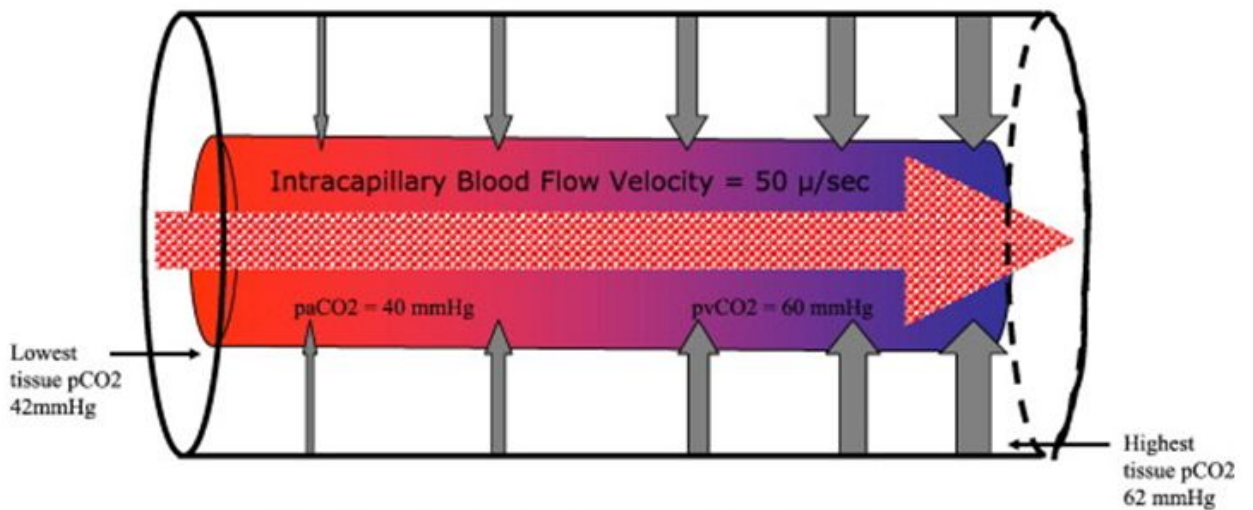 Intracapillary Blood Flow Velocity = 50 μ/sec
paCO2 = 40 mmHg
pvCO2 = 60 mmHg
Lowest
tissue pCO2
42mmHg
Highest
tissue pCO2
62 mmHg